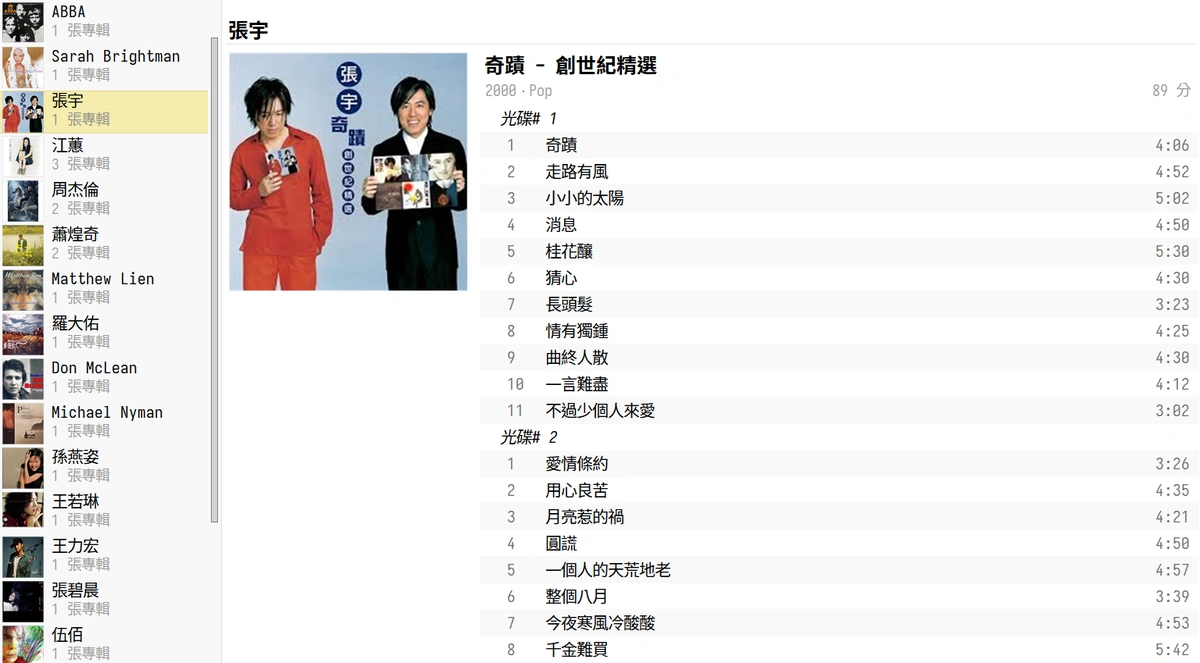 ABBA
1 張專輯
Sarah Brightman
1 張專輯
張宇
1 張專輯
江蕙
3 張專輯
周杰倫
2 張專輯
蕭煌奇
2 張專輯
Matthew Lien
1 張專輯
羅大佑
1 張專輯
Don McLean
1 張專輯
Michael Nyman
1 張專輯
孫燕姿
1 張專輯
王若琳
1 張專輯
王力宏
1 張專輯
張碧晨
1 張專輯
伍佰
1 張專輯
張宇
張宇奇蹟
創世紀精選
奇蹟 - 創世紀精選
2000 · Pop 89 分
光碟# 1
1 奇蹟 4:06
2 走路有風 4:52
3 小小的太陽 5:02
4 消息 4:50
5 桂花釀 5:30
6 猜心 4:30
7 長頭髮 3:23
8 情有獨鍾 4:25
9 曲終人散 4:30
10 一言難盡 4:12
11 不過少個人來愛 3:02
光碟# 2
1 愛情條約 3:26
2 用心良苦 4:35
3 月亮惹的禍 4:21
4 圓謊 4:50
5 一個人的天荒地老 4:57
6 整個八月 3:39
7 今夜寒風冷酸酸 4:53
8 千金難買 5:42